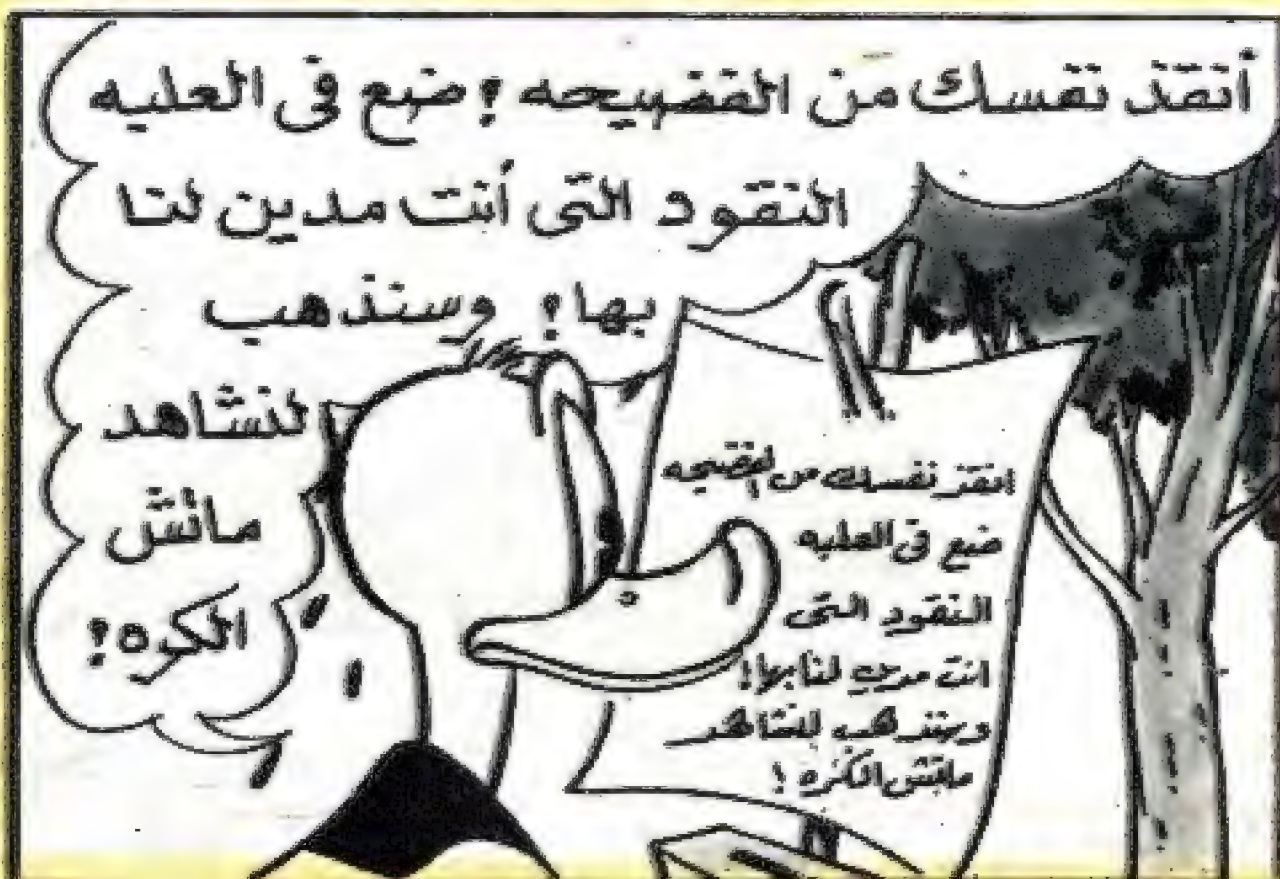 أنقذ نفسك من الفضيحه ؟ ضع فى العلبه
النقود التى أنت مدين لنا
بها ؟ وسنذهب
لنشاهد
ماتش
الكره ؟
انقذ نفسك من الفضيحه
ضع فى العلبه
النقود التى
انت مدين لنا بها !
وسنذهب لنشاهد
ماتش الكره !